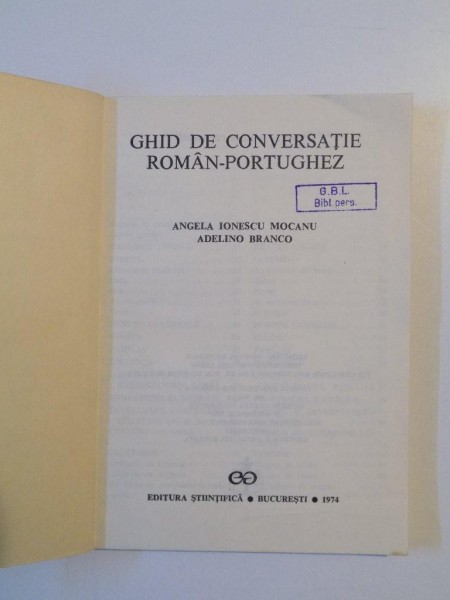 GHID DE CONVERSAȚIE
ROMÂN-PORTUGHEZ
G.B.L.
Bibl. pers.
ANGELA IONESCU MOCANU
ADELINO BRANCO
EDITURA ȘTIINȚIFICĂ ● BUCUREȘTI ● 1974